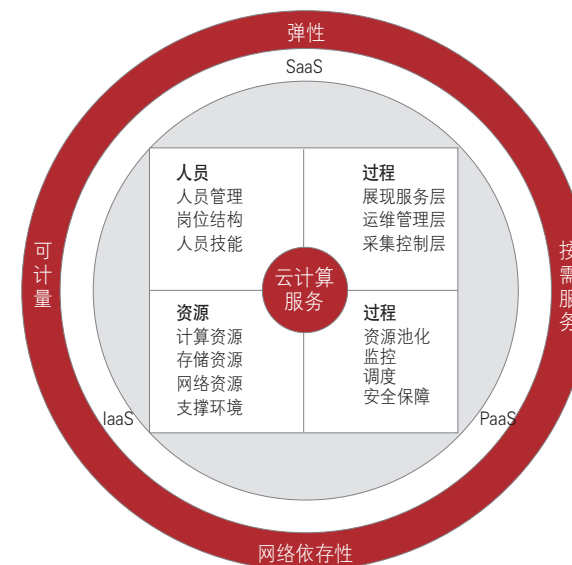 弹性
SaaS
人员
人员管理
岗位结构
人员技能
过程
展现服务层
运维管理层
采集控制层
可计量
云计算
服务
按需服务
资源
计算资源
存储资源
网络资源
支撑环境
过程
资源池化
监控
调度
安全保障
IaaS
PaaS
网络依存性